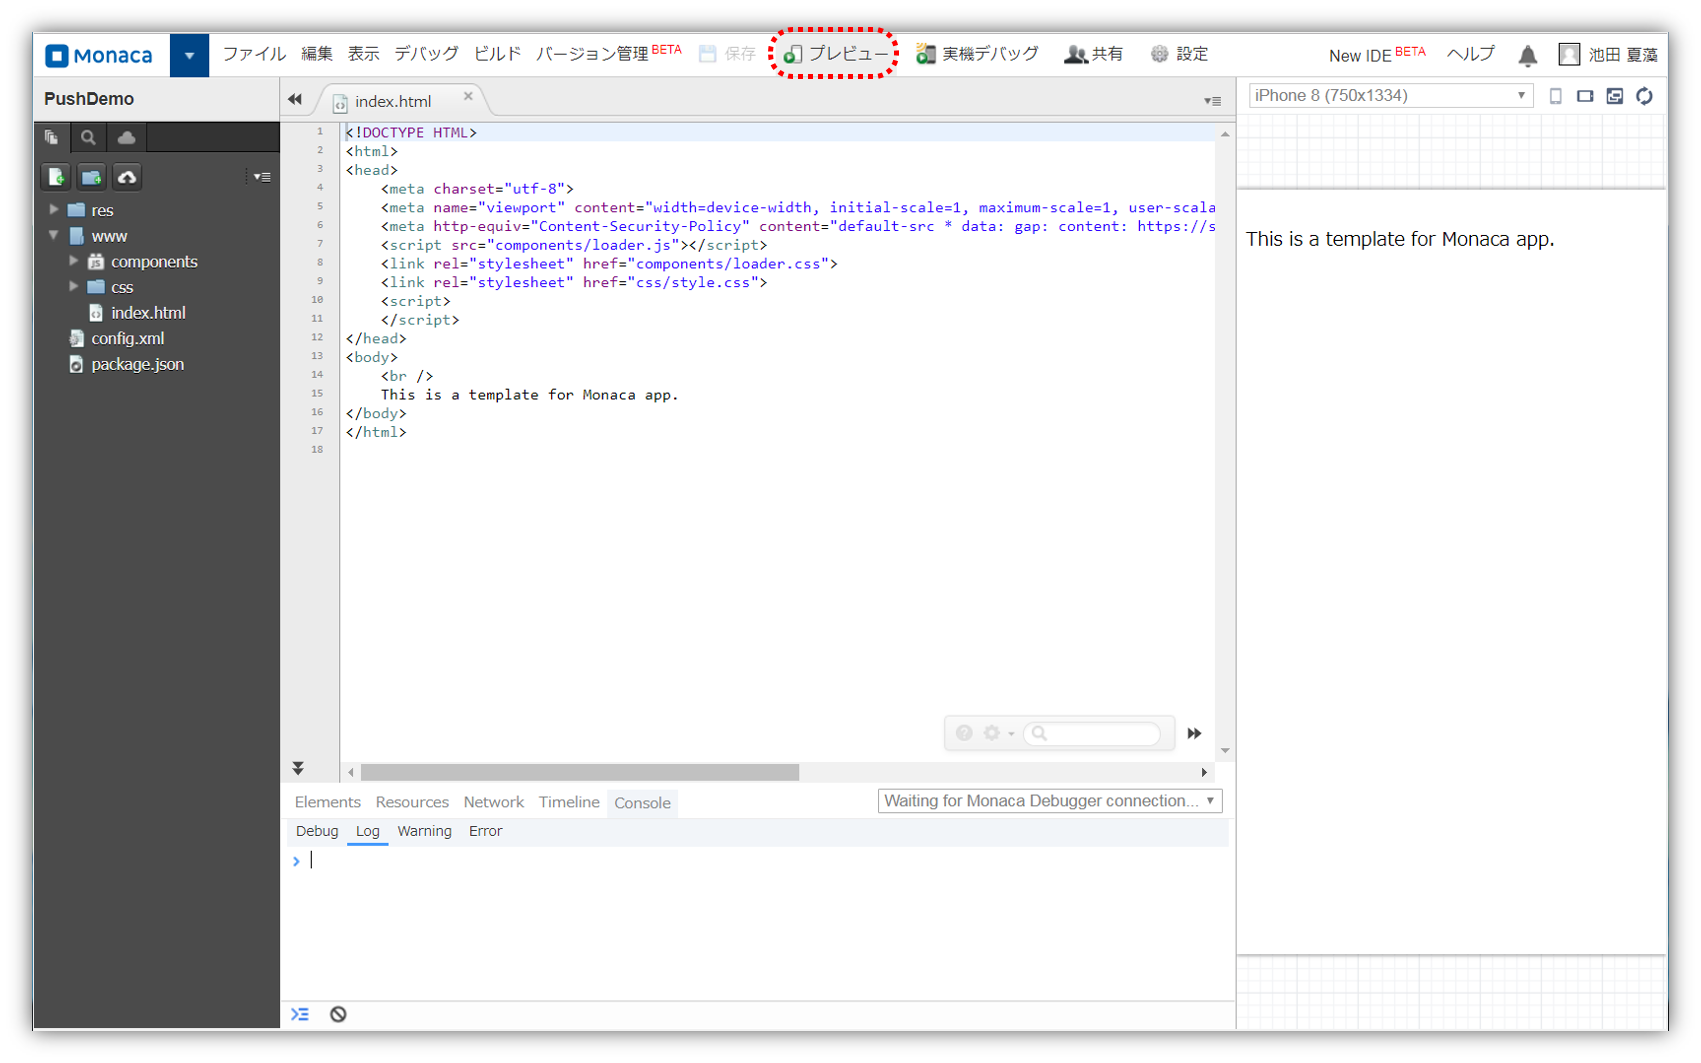 Monaca ファイル 編集 表示 デバッグ ビルド バージョン管理 BETA 保存 プレビュー 実機デバッグ 共有 設定 New IDE BETA ヘルプ 池田 夏藻
PushDemo
index.html
iPhone 8 (750x1334)
res
www
components
css
index.html
config.xml
package.json
1 <!DOCTYPE HTML>
2 <html>
3 <head>
4 <meta charset="utf-8">
5 <meta name="viewport" content="width=device-width, initial-scale=1, maximum-scale=1, user-scala
6 <meta http-equiv="Content-Security-Policy" content="default-src * data: gap: content: https://s
7 <script src="components/loader.js"></script>
8 <link rel="stylesheet" href="components/loader.css">
9 <link rel="stylesheet" href="css/style.css">
10 <script>
11 </script>
12 </head>
13 <body>
14 <br />
15 This is a template for Monaca app.
16 </body>
17 </html>
18
This is a template for Monaca app.
Elements Resources Network Timeline Console
Waiting for Monaca Debugger connection...
Debug Log Warning Error